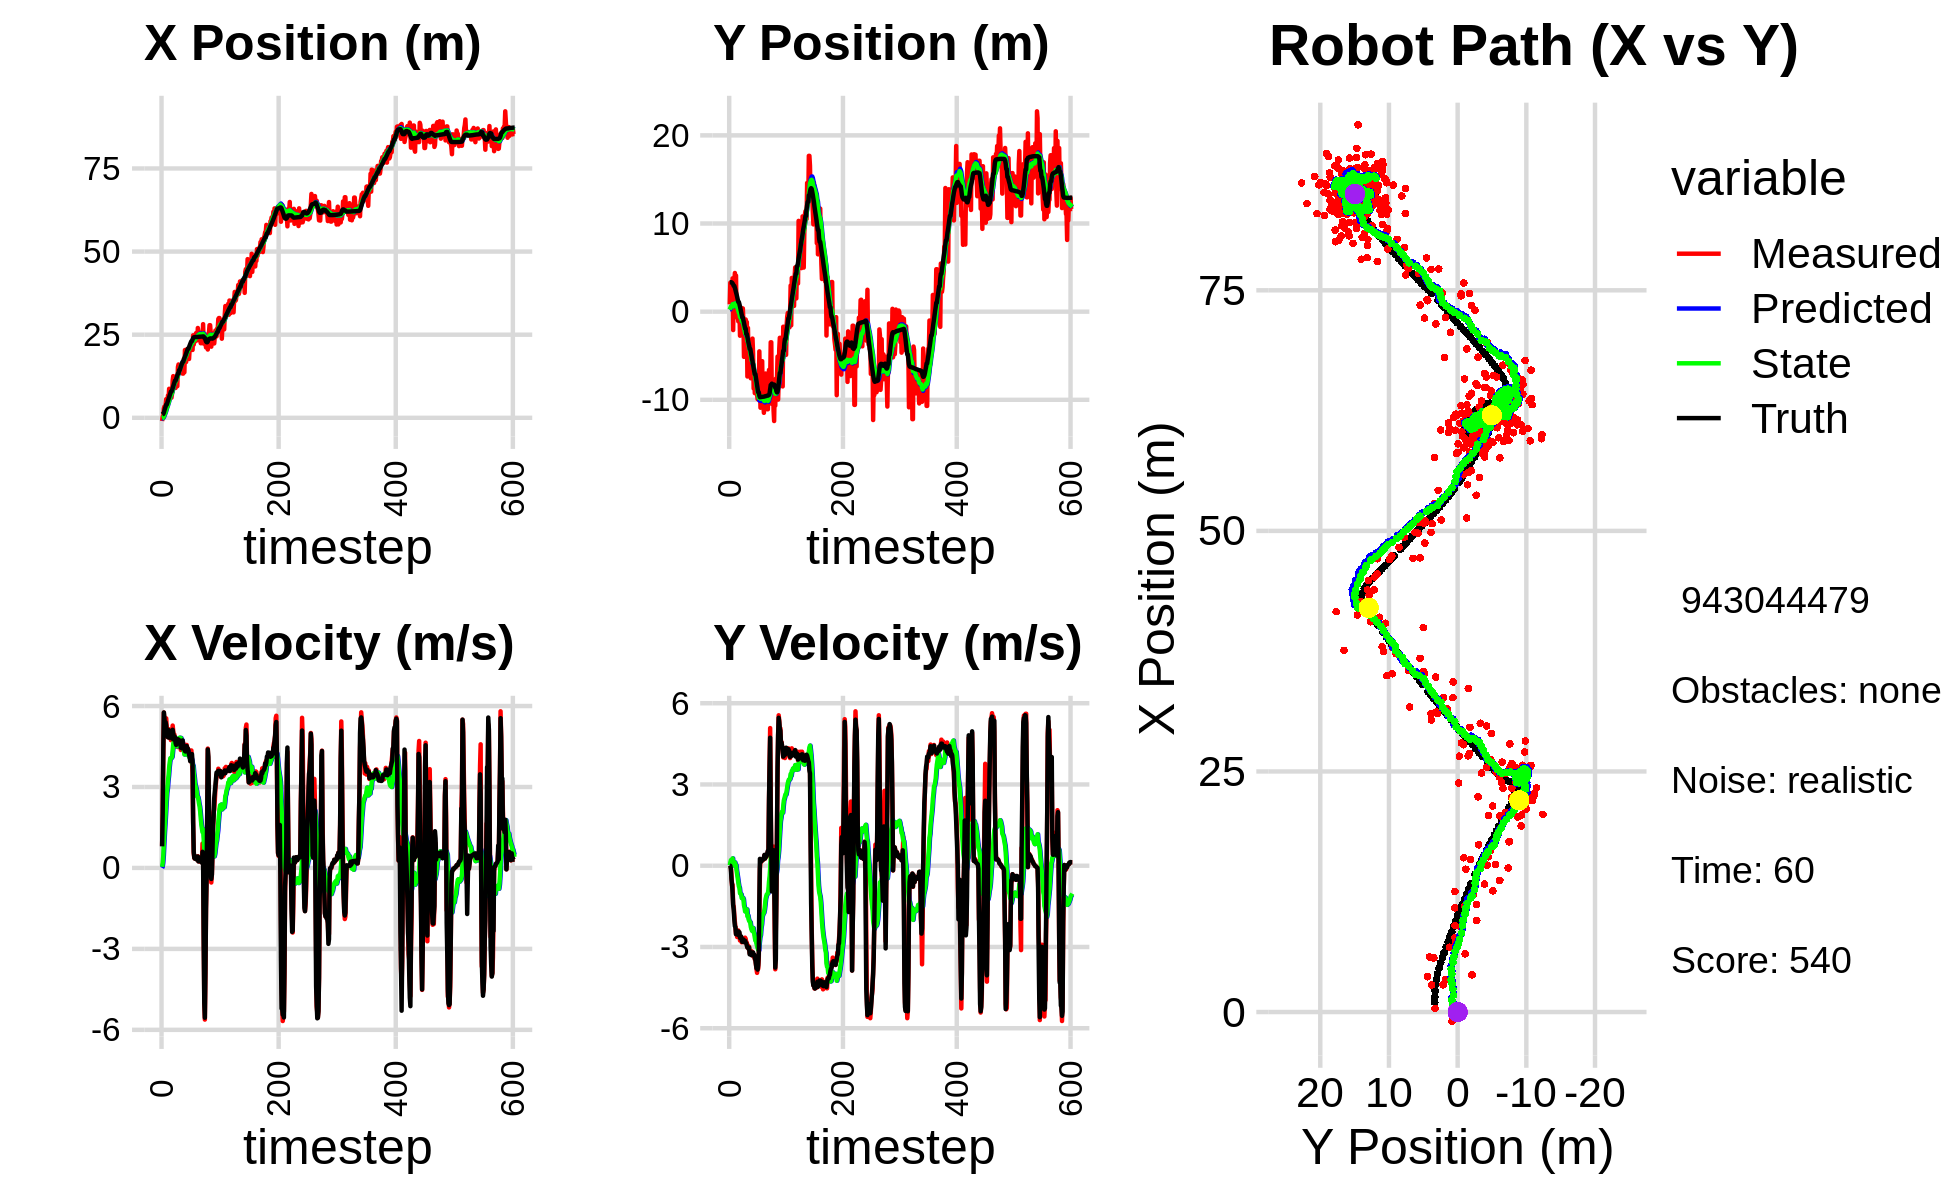 X Position (m)
75
50
25
0
0
200
400
600
timestep
Y Position (m)
20
10
0
-10
0
200
400
600
timestep
X Velocity (m/s)
6
3
0
-3
-6
0
200
400
600
timestep
Y Velocity (m/s)
6
3
0
-3
-6
0
200
400
600
timestep
Robot Path (X vs Y)
X Position (m)
75
50
25
0
20 10 0 -10 -20
Y Position (m)
variable
Measured
Predicted
State
Truth
943044479
Obstacles: none
Noise: realistic
Time: 60
Score: 540